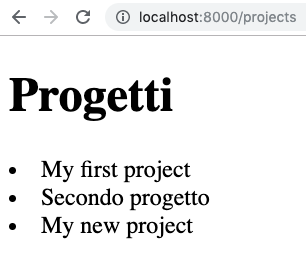 localhost:8000/projects
Progetti
• My first project
• Secondo progetto
• My new project